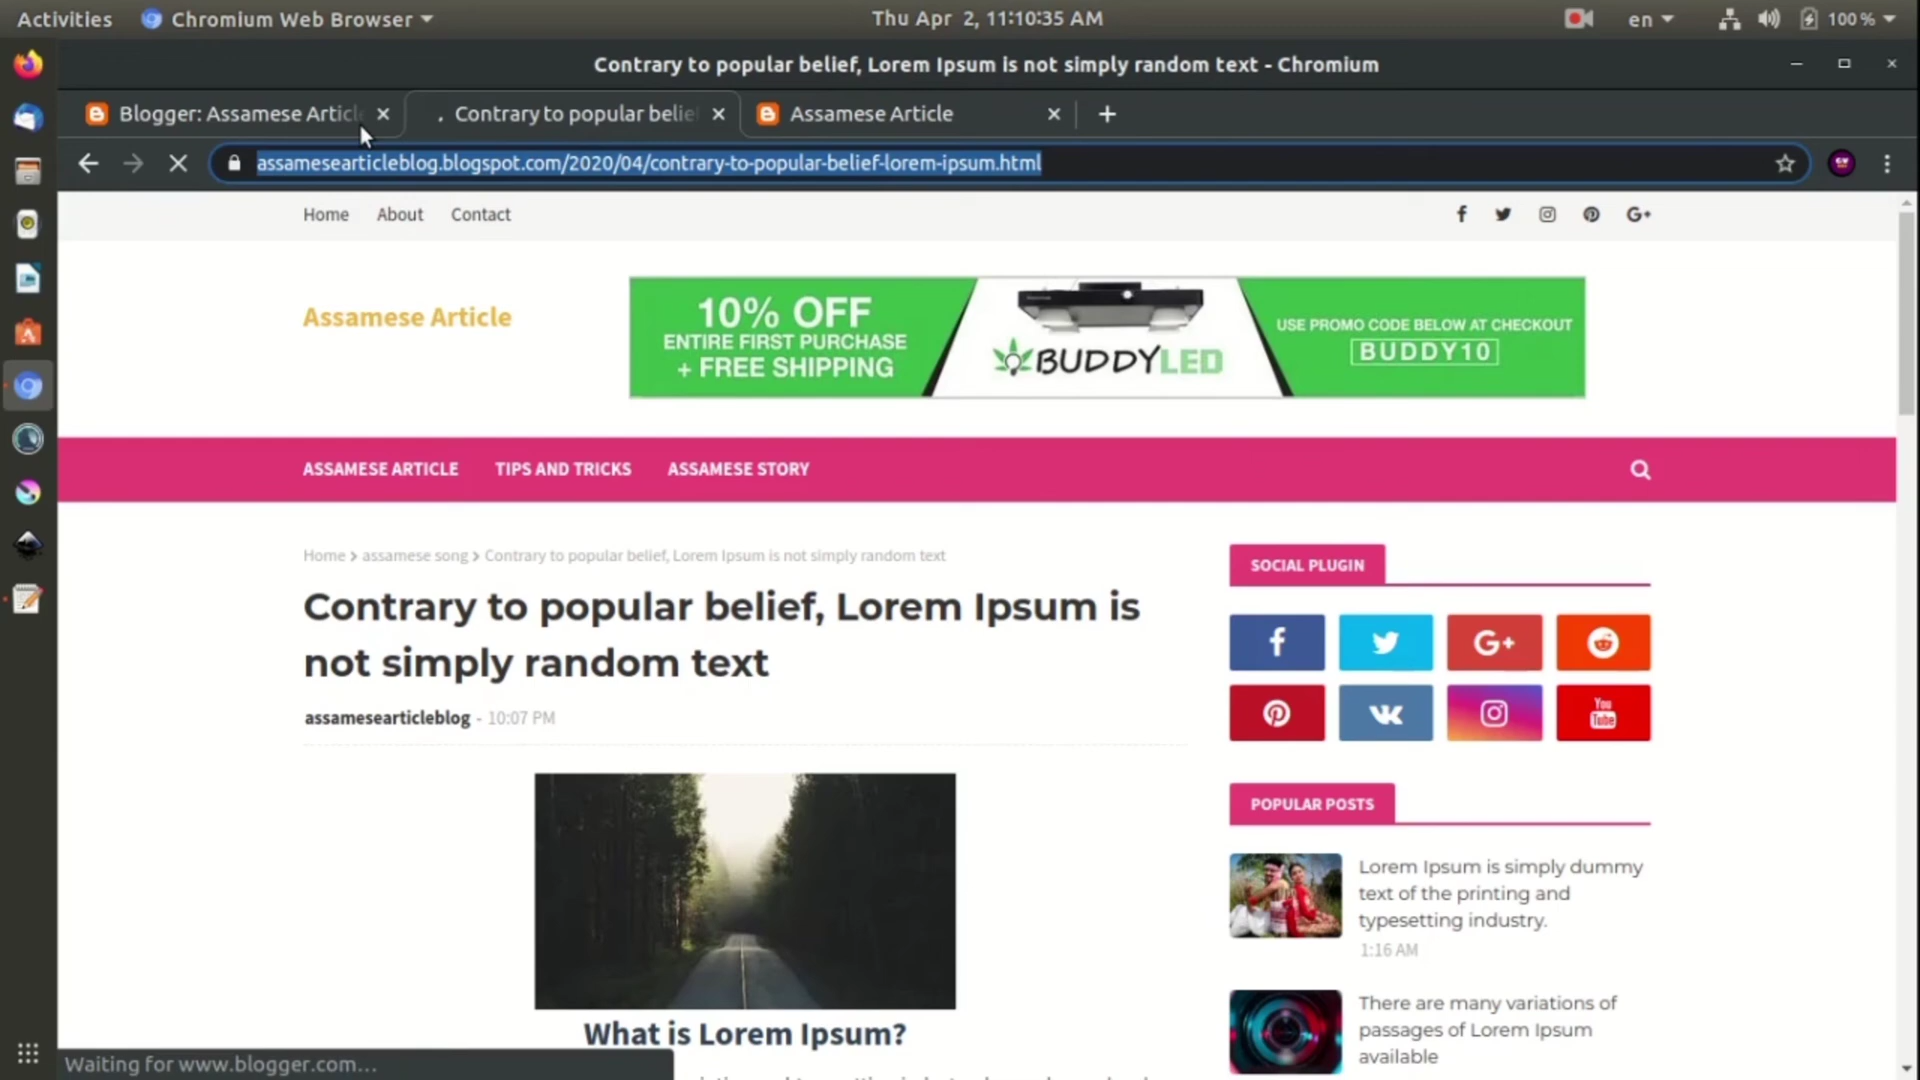 Activities
Chromium Web Browser
Thu Apr 2, 11:10:35 AM
en
100 %
Contrary to popular belief, Lorem Ipsum is not simply random text - Chromium
Blogger: Assamese Articl
Contrary to popular belie
Assamese Article
assamesearticleblog.blogspot.com/2020/04/contrary-to-popular-belief-lorem-ipsum.html
Home
About
Contact
Assamese Article
10% OFF
ENTIRE FIRST PURCHASE
+ FREE SHIPPING
BUDDYLED
USE PROMO CODE BELOW AT CHECKOUT
BUDDY10
ASSAMESE ARTICLE
TIPS AND TRICKS
ASSAMESE STORY
Home > assamese song > Contrary to popular belief, Lorem Ipsum is not simply random text
Contrary to popular belief, Lorem Ipsum is
not simply random text
assamesearticleblog - 10:07 PM
What is Lorem Ipsum?
SOCIAL PLUGIN
You
Tube
POPULAR POSTS
Lorem Ipsum is simply dummy
text of the printing and
typesetting industry.
1:16 AM
There are many variations of
passages of Lorem Ipsum
available
Waiting for www.blogger.com...